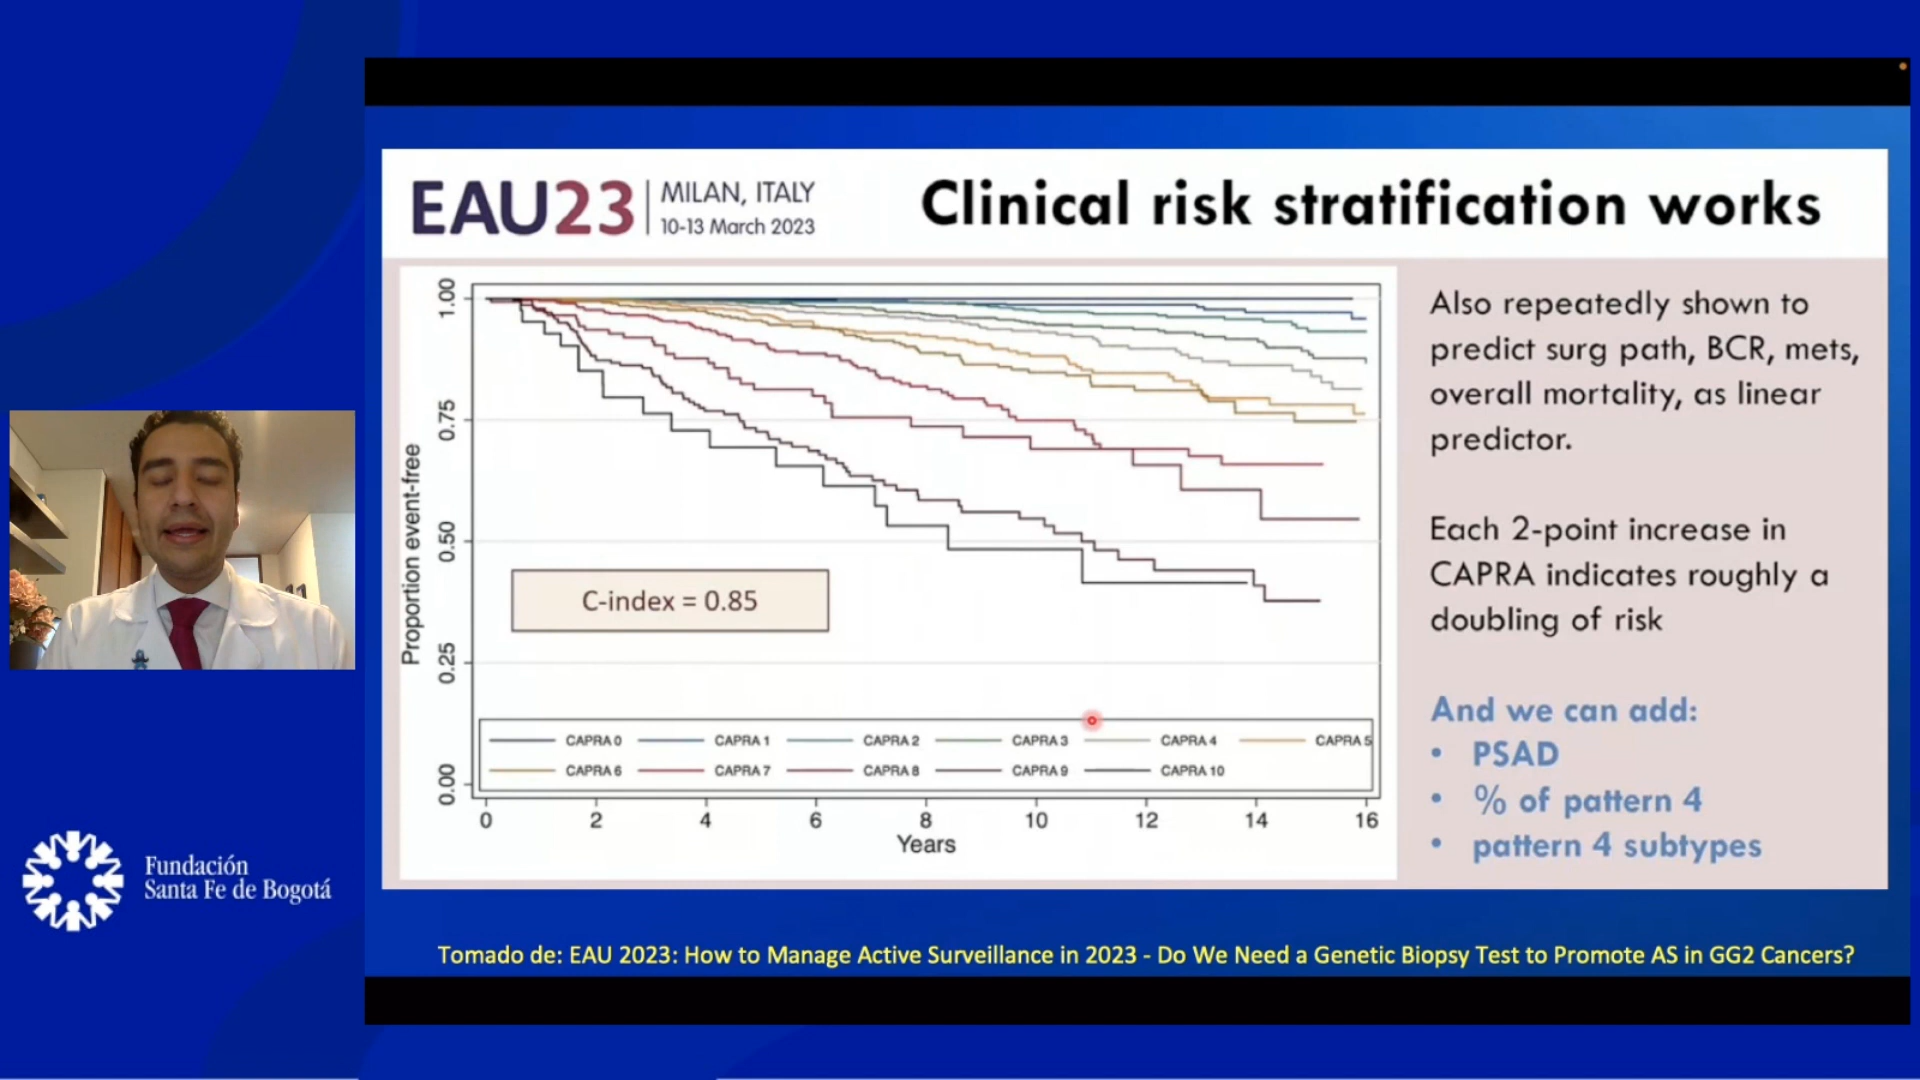 EAU23
MILAN, ITALY
10-13 March 2023
Clinical risk stratification works
Proportion event-free
1.00
0.75
0.50
0.25
0.00
C-index = 0.85
CAPRA 0 CAPRA 1 CAPRA 2 CAPRA 3 CAPRA 4 CAPRA 5
CAPRA 6 CAPRA 7 CAPRA 8 CAPRA 9 CAPRA 10
0 2 4 6 8 10 12 14 16
Years
Also repeatedly shown to
predict surg path, BCR, mets,
overall mortality, as linear
predictor.
Each 2-point increase in
CAPRA indicates roughly a
doubling of risk
And we can add:
• PSAD
• % of pattern 4
• pattern 4 subtypes
Fundación
Santa Fe de Bogotá
Tomado de: EAU 2023: How to Manage Active Surveillance in 2023 - Do We Need a Genetic Biopsy Test to Promote AS in GG2 Cancers?